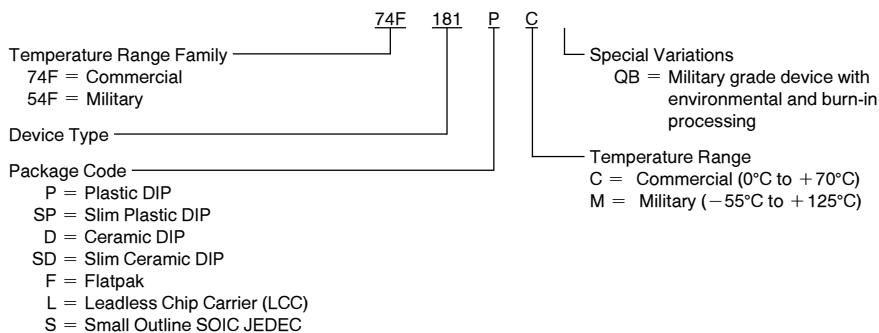 74F 181 P C
Temperature Range Family
74F = Commercial
54F = Military
Device Type
Package Code
P = Plastic DIP
SP = Slim Plastic DIP
D = Ceramic DIP
SD = Slim Ceramic DIP
F = Flatpak
L = Leadless Chip Carrier (LCC)
S = Small Outline SOIC JEDEC
Special Variations
QB = Military grade device with
environmental and burn-in
processing
Temperature Range
C = Commercial (0°C to +70°C)
M = Military (−55°C to +125°C)